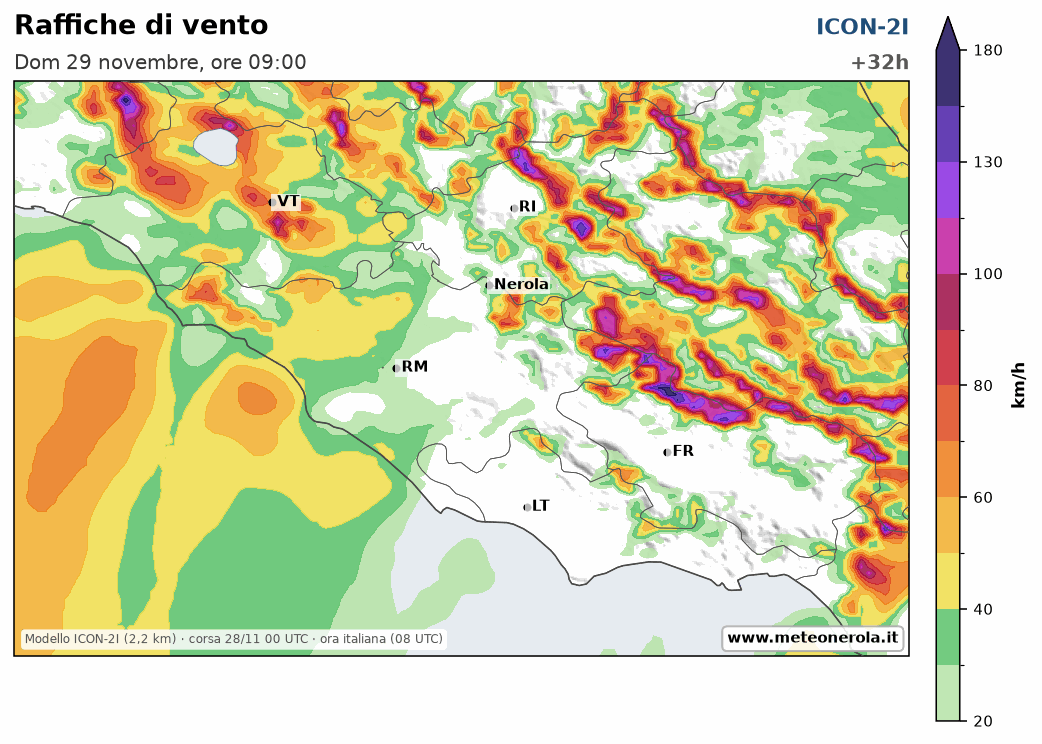 Raffiche di vento
ICON-2I
Dom 29 novembre, ore 09:00
+32h
180
130
100
80
60
40
20
km/h
VT
RI
Nerola
RM
FR
LT
Modello ICON-2I (2,2 km) · corsa 28/11 00 UTC · ora italiana (08 UTC)
www.meteonerola.it